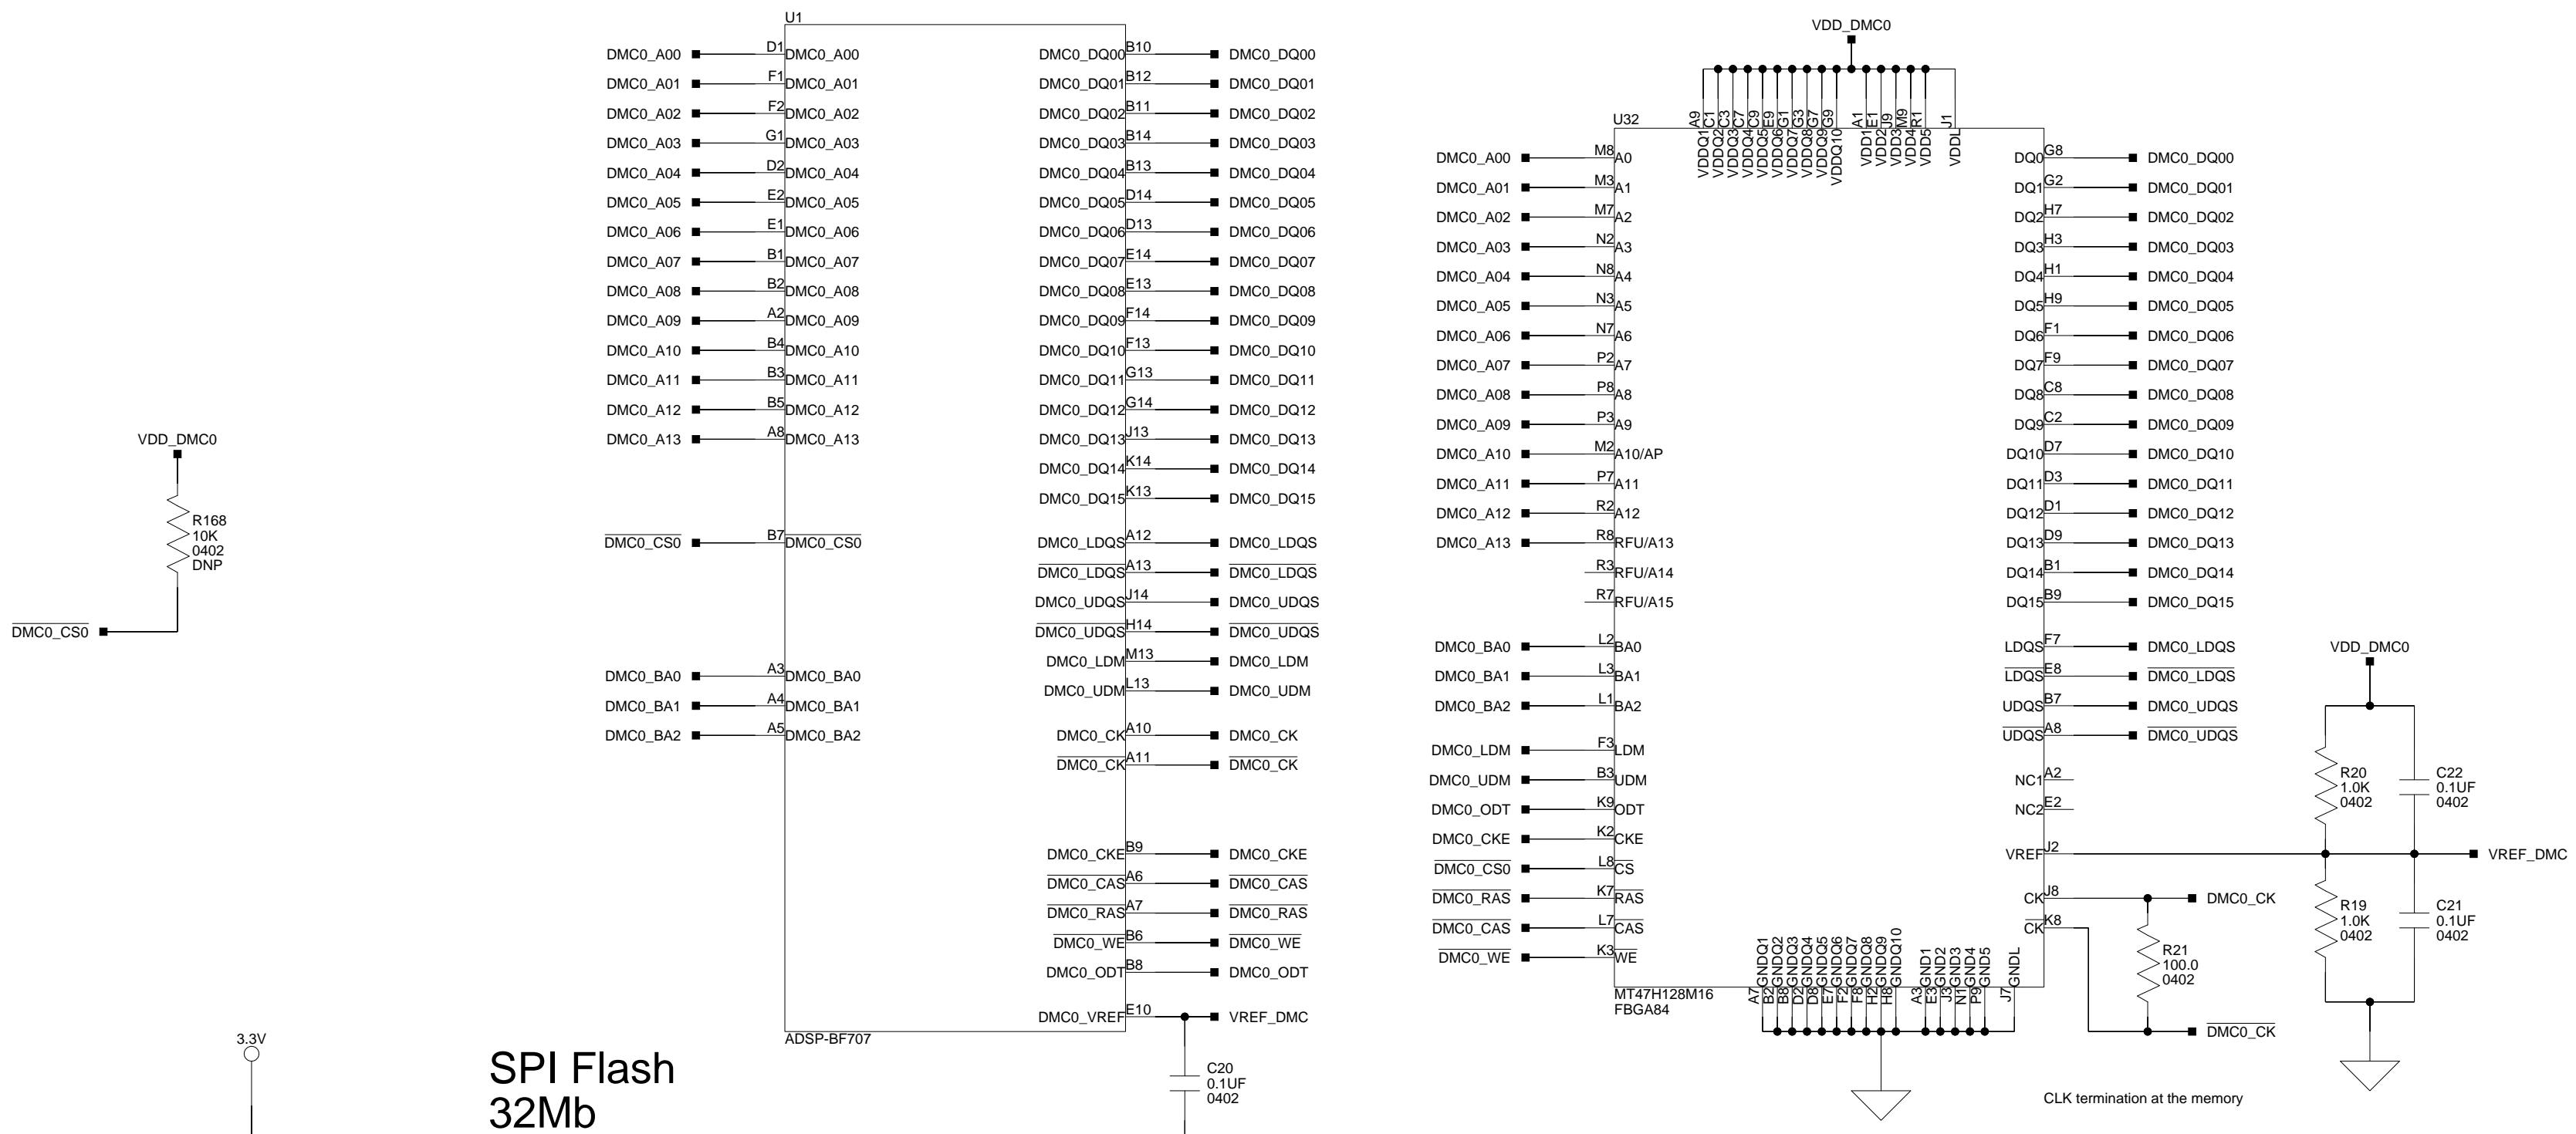 U1
DMC0_A00 D1 DMC0_A00 DMC0_DQ00 B10 DMC0_DQ00
DMC0_A01 F1 DMC0_A01 DMC0_DQ01 B12 DMC0_DQ01
DMC0_A02 F2 DMC0_A02 DMC0_DQ02 B11 DMC0_DQ02
DMC0_A03 G1 DMC0_A03 DMC0_DQ03 B14 DMC0_DQ03
DMC0_A04 D2 DMC0_A04 DMC0_DQ04 B13 DMC0_DQ04
DMC0_A05 E2 DMC0_A05 DMC0_DQ05 D14 DMC0_DQ05
DMC0_A06 E1 DMC0_A06 DMC0_DQ06 D13 DMC0_DQ06
DMC0_A07 B1 DMC0_A07 DMC0_DQ07 E14 DMC0_DQ07
DMC0_A08 B2 DMC0_A08 DMC0_DQ08 E13 DMC0_DQ08
DMC0_A09 A2 DMC0_A09 DMC0_DQ09 F14 DMC0_DQ09
DMC0_A10 B4 DMC0_A10 DMC0_DQ10 F13 DMC0_DQ10
DMC0_A11 B3 DMC0_A11 DMC0_DQ11 G13 DMC0_DQ11
DMC0_A12 B5 DMC0_A12 DMC0_DQ12 G14 DMC0_DQ12
DMC0_A13 A8 DMC0_A13 DMC0_DQ13 J13 DMC0_DQ13
DMC0_DQ14 K14 DMC0_DQ14
DMC0_DQ15 K13 DMC0_DQ15
DMC0_CS0 B7 DMC0_CS0 DMC0_LDQS A12 DMC0_LDQS
DMC0_LDQS A13 DMC0_LDQS
DMC0_UDQS J14 DMC0_UDQS
DMC0_UDQS H14 DMC0_UDQS
DMC0_LDM M13 DMC0_LDM
DMC0_BA0 A3 DMC0_BA0
DMC0_UDM L13 DMC0_UDM
DMC0_BA1 A4 DMC0_BA1
DMC0_BA2 A5 DMC0_BA2 DMC0_CK A10 DMC0_CK
DMC0_CK A11 DMC0_CK
DMC0_CKE B9 DMC0_CKE
DMC0_CAS A6 DMC0_CAS
DMC0_RAS A7 DMC0_RAS
DMC0_WE B6 DMC0_WE
DMC0_ODT B8 DMC0_ODT
DMC0_VREF E10 VREF_DMC
ADSP-BF707
C20
0.1UF
0402
VDD_DMC0
R168
10K
0402
DNP
DMC0_CS0
3.3V
SPI Flash
32Mb
VDD_DMC0
U32
A9 C1 C3 C7 C9 E9 G1 G3 G7 G9 A1 E1 J9 M9 R1 J1
VDDQ1 VDDQ2 VDDQ3 VDDQ4 VDDQ5 VDDQ6 VDDQ7 VDDQ8 VDDQ9 VDDQ10 VDD1 VDD2 VDD3 VDD4 VDD5 VDDL
DMC0_A00 M8 A0 DQ0 G8 DMC0_DQ00
DMC0_A01 M3 A1 DQ1 G2 DMC0_DQ01
DMC0_A02 M7 A2 DQ2 H7 DMC0_DQ02
DMC0_A03 N2 A3 DQ3 H3 DMC0_DQ03
DMC0_A04 N8 A4 DQ4 H1 DMC0_DQ04
DMC0_A05 N3 A5 DQ5 H9 DMC0_DQ05
DMC0_A06 N7 A6 DQ6 F1 DMC0_DQ06
DMC0_A07 P2 A7 DQ7 F9 DMC0_DQ07
DMC0_A08 P8 A8 DQ8 C8 DMC0_DQ08
DMC0_A09 P3 A9 DQ9 C2 DMC0_DQ09
DMC0_A10 M2 A10/AP DQ10 D7 DMC0_DQ10
DMC0_A11 P7 A11 DQ11 D3 DMC0_DQ11
DMC0_A12 R2 A12 DQ12 D1 DMC0_DQ12
DMC0_A13 R8 RFU/A13 DQ13 D9 DMC0_DQ13
R3 RFU/A14 DQ14 B1 DMC0_DQ14
R7 RFU/A15 DQ15 B9 DMC0_DQ15
DMC0_BA0 L2 BA0 LDQS F7 DMC0_LDQS
DMC0_BA1 L3 BA1 LDQS E8 DMC0_LDQS
DMC0_BA2 L1 BA2 UDQS B7 DMC0_UDQS
UDQS A8 DMC0_UDQS
DMC0_LDM F3 LDM
DMC0_UDM B3 UDM NC1 A2
DMC0_ODT K9 ODT NC2 E2
DMC0_CKE K2 CKE VREF J2 VREF_DMC
DMC0_CS0 L8 CS
DMC0_RAS K7 RAS CK J8 DMC0_CK
DMC0_CAS L7 CAS CK K8
DMC0_WE K3 WE
DMC0_CK
GNDQ1 GNDQ2 GNDQ3 GNDQ4 GNDQ5 GNDQ6 GNDQ7 GNDQ8 GNDQ9 GNDQ10 GND1 GND2 GND3 GND4 GND5 GNDL
A7 B2 B8 D2 D8 E7 F2 F8 H2 H8 A3 E3 J3 N1 P9 J7
MT47H128M16
FBGA84
R21
100.0
0402
VDD_DMC0
R20
1.0K
0402
C22
0.1UF
0402
R19
1.0K
0402
C21
0.1UF
0402
CLK termination at the memory